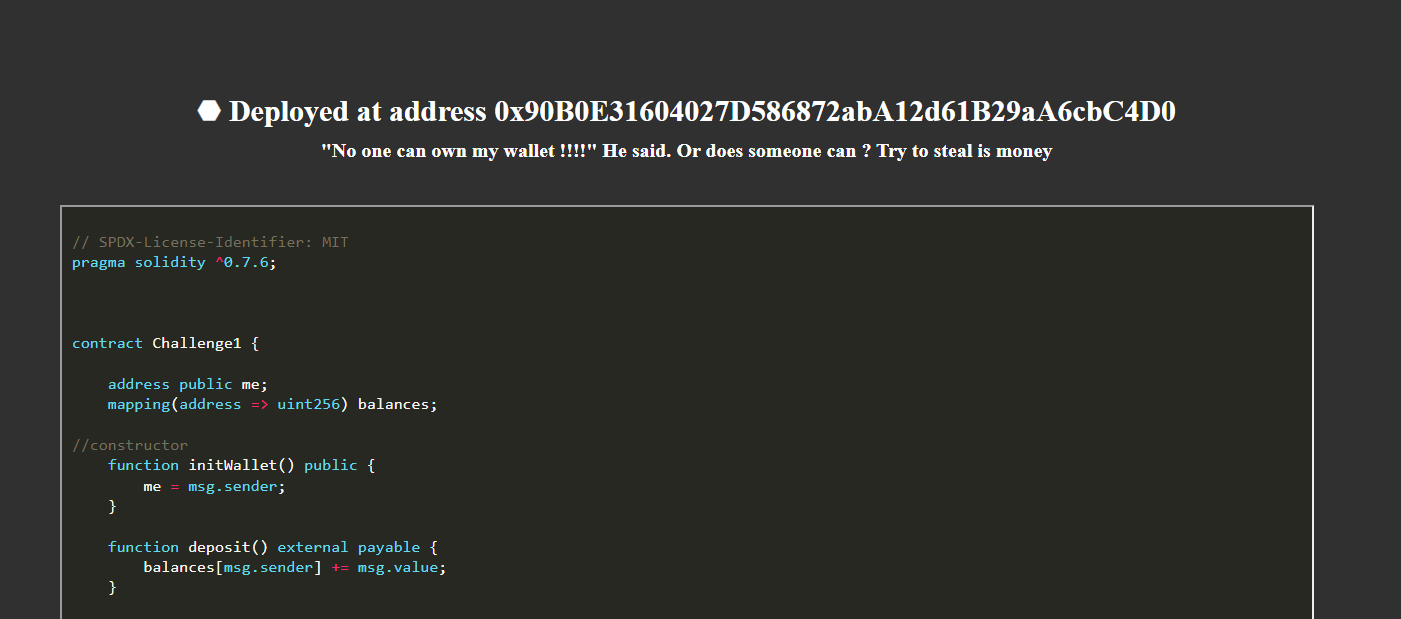 Deployed at address 0x90B0E31604027D586872abA12d61B29aA6cbC4D0
"No one can own my wallet !!!!" He said. Or does someone can ? Try to steal is money
// SPDX-License-Identifier: MIT
pragma solidity ^0.7.6;
contract Challenge1 {
address public me;
mapping(address => uint256) balances;
//constructor
function initWallet() public {
me = msg.sender;
}
function deposit() external payable {
balances[msg.sender] += msg.value;
}